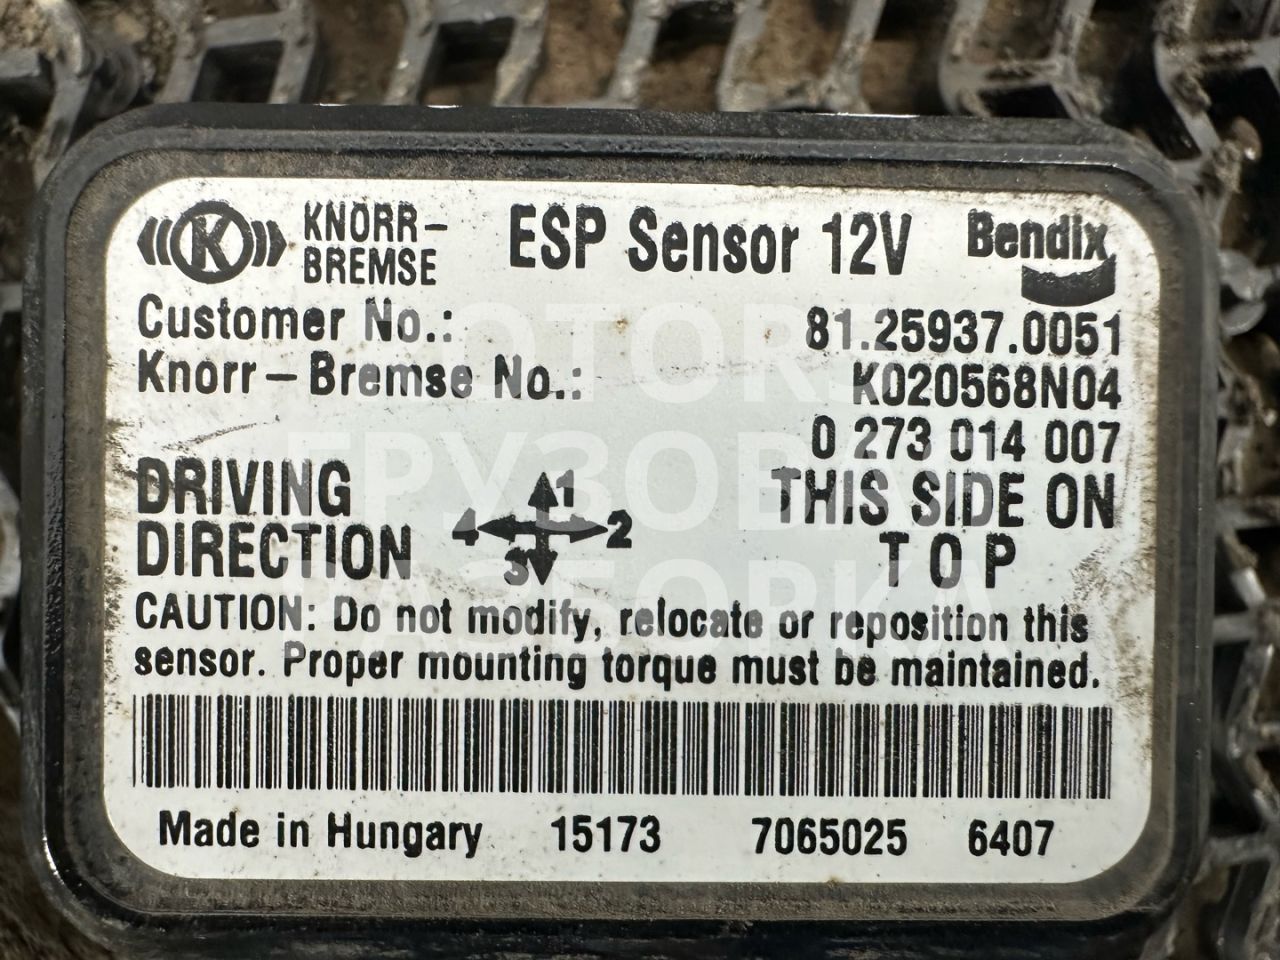 K KNORR-BREMSE ESP Sensor 12V Bendix
Customer No.: 81.25937.0051
Knorr-Bremse No.: K020568N04
0 273 014 007
DRIVING DIRECTION
1
4 2
3
THIS SIDE ON
TOP
CAUTION: Do not modify, relocate or reposition this
sensor. Proper mounting torque must be maintained.
Made in Hungary 15173 7065025 6407
ГРУЗОВАЯ
РАЗБОРКА